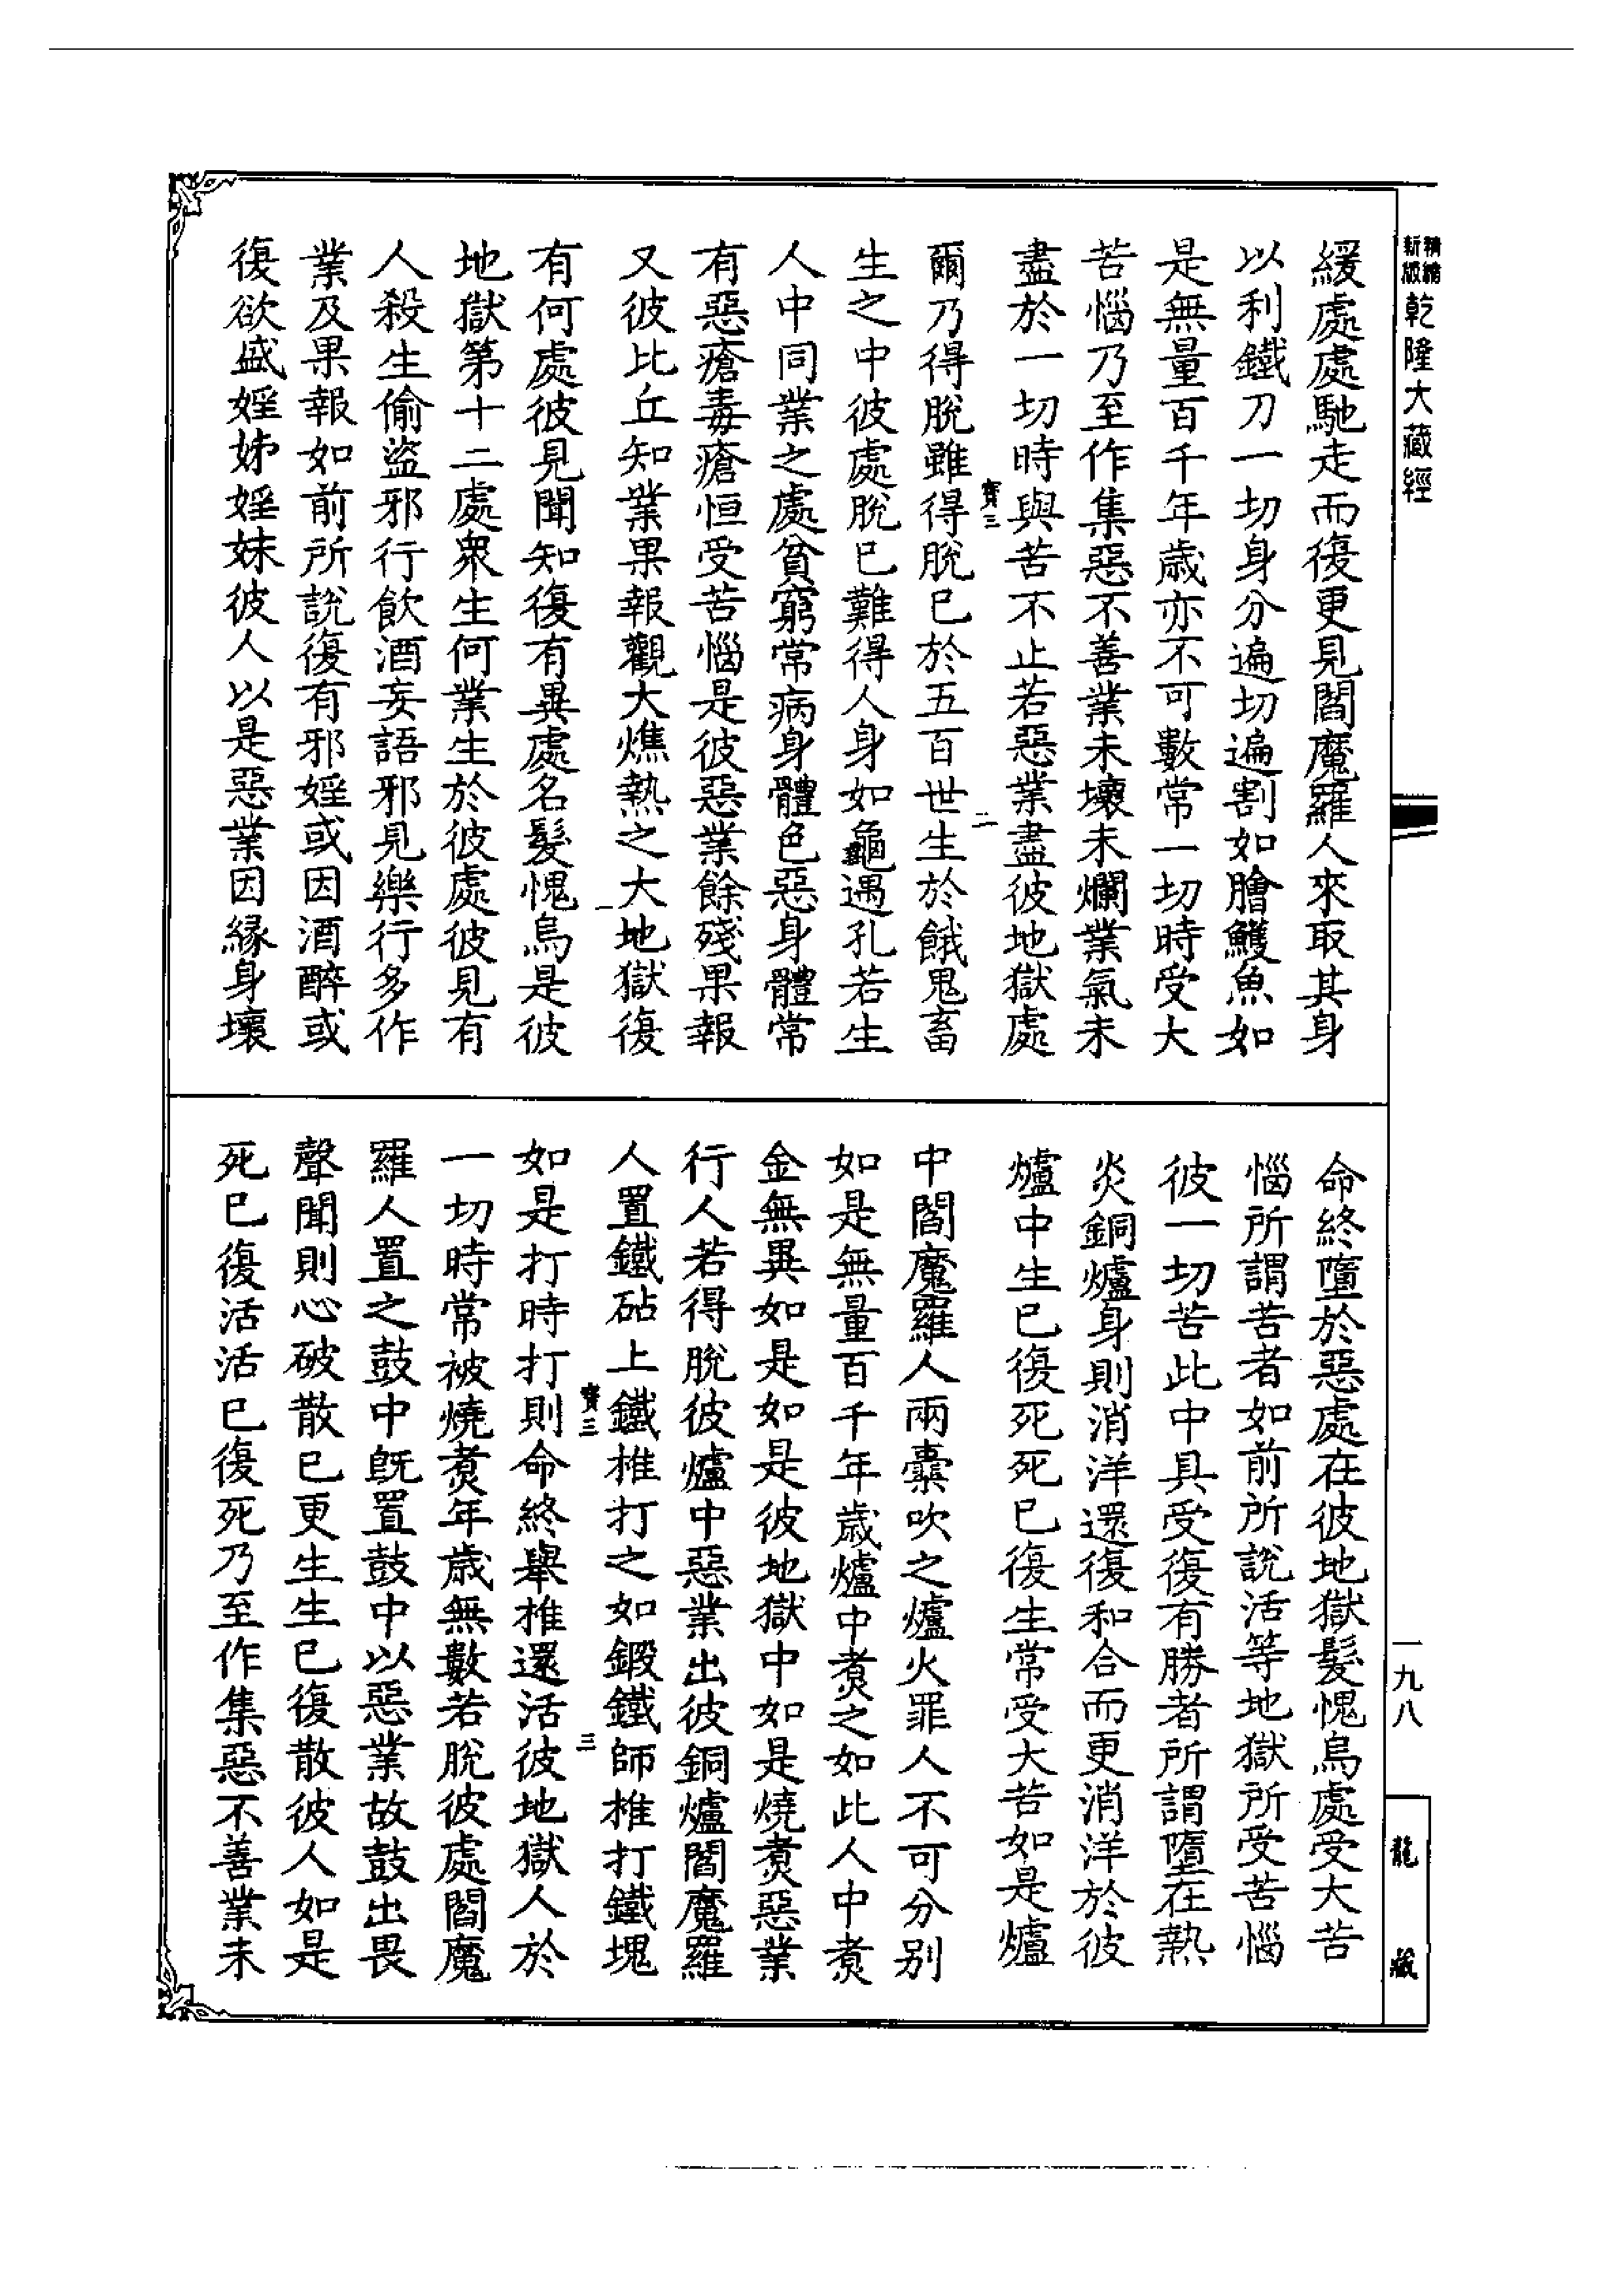 精繪
新版
乾隆大藏經
緩處處馳走而復更見閻魔羅人來取其身
以利鐵刀一切身分遍切遍割如膾鱯魚如
是無量百千年歲亦不可數常一切時受大
苦惱乃至作集惡不善業未壞未爛業氣未
盡於一切時與苦不止若惡業盡彼地獄處
寶三
二
爾乃得脫雖得脫已於五百世生於餓鬼畜
生之中彼處脫已難得人身如龜遇孔若生
人中同業之處貧窮常病身體色惡身體常
有惡瘡毒瘡恒受苦惱是彼惡業餘殘果報
又彼比丘知業果報觀大燋熱之大地獄復
一
有何處彼見聞知復有異處名髮愧烏是彼
地獄第十二處眾生何業生於彼處彼見有
人殺生偷盜邪行飲酒妄語邪見樂行多作
業及果報如前所說復有邪婬或因酒醉或
復欲盛婬姊婬妹彼人以是惡業因緣身壞
命終墮於惡處在彼地獄髮愧烏處受大苦
惱所謂苦者如前所說活等地獄所受苦惱
彼一切苦此中具受復有勝者所謂墮在熱
炎銅爐身則消洋還復和合而更消洋於彼
爐中生已復死死已復生常受大苦如是爐
中閻魔羅人兩橐吹之爐火罪人不可分別
如是無量百千年歲爐中煑之如此人中煑
金無異如是如是彼地獄中如是燒煑惡業
行人若得脫彼爐中惡業出彼銅爐閻魔羅
人置鐵砧上鐵椎打之如鍛鐵師椎打鐵塊
寶三
三
如是打時打則命終舉椎還活彼地獄人於
一切時常被燒煑年歲無數若脫彼處閻魔
羅人置之鼓中旣置鼓中以惡業故鼓出畏
聲聞則心破散已更生生已復散彼人如是
死已復活活已復死乃至作集惡不善業未
一九八
龍藏